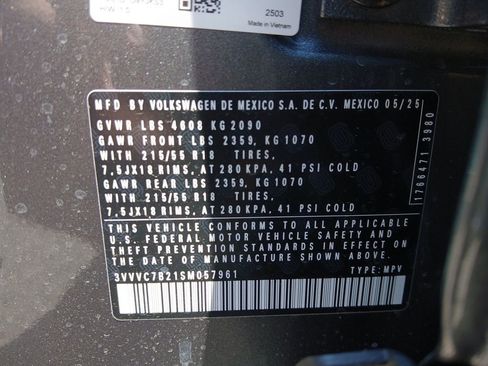 2503
Made in Vietnam
MFD BY VOLKSWAGEN DE MEXICO S.A. DE C.V. MEXICO 05/25
GVWR LBS 4608 KG 2090
GAWR FRONT LBS 2359, KG 1070
WITH 215/55 R18 TIRES,
7.5JX18 RIMS, AT 280 KPA, 41 PSI COLD
GAWR REAR LBS 2359, KG 1070
WITH 215/55 R18 TIRES,
7.5JX18 RIMS, AT 280 KPA, 41 PSI COLD
THIS VEHICLE CONFORMS TO ALL APPLICABLE
U.S. FEDERAL MOTOR VEHICLE SAFETY AND
THEFT PREVENTION STANDARDS IN EFFECT ON
THE DATE OF MANUFACTURE SHOWN ABOVE.
3VVVC7B21SM057961 TYPE: MPV
1766471 3980